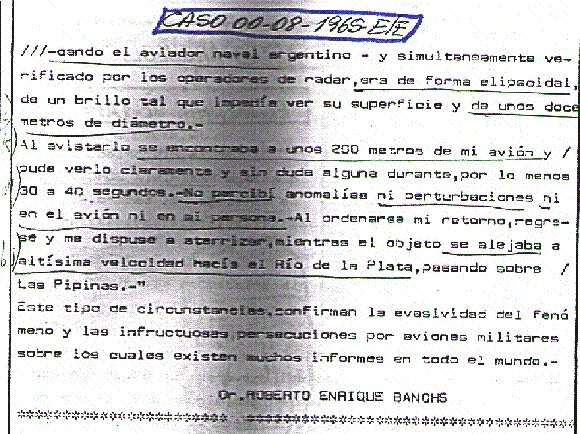 CASO 00-08-1965-E/E
///-gando el aviador naval argentino - y simultaneamente ve-
rificado por los operadores de radar,era de forma elipsoidal,
de un brillo tal que impedía ver su superficie y de unos doce
metros de diámetro.-
Al avistarlo se encontraba a unos 200 metros de mi avión y /
pude verlo claramente y sin duda alguna durante,por lo menos
30 a 40 segundos.-No percibí anomalías ni perturbaciones ni
en el avión ni en mi persona.-Al ordenarse mi retorno,regre-
sé y me dispuse a aterrizar,mientras el objeto se alejaba a
altísima velocidad hacia el Río de la Plata,pasando sobre /
Las Pipinas.-"
Este tipo de circunstancias,confirman la evasividad del fenó
meno y las infructuosas persecuciones por aviones militares
sobre los cuales existen muchos informes en todo el mundo.-
Dr.ROBERTO ENRIQUE BANCHS